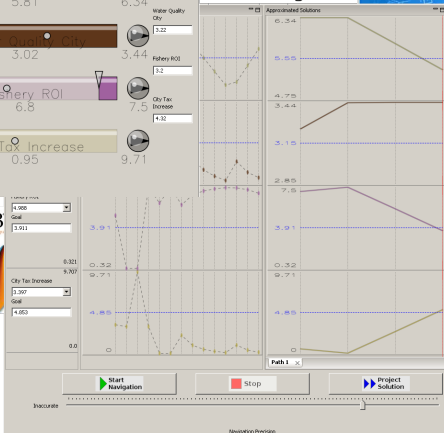 5.81
6.34
Water Quality City
3.02
3.44
Water Quality
City
3.22
Fishery ROI
6.8
7.5
Fishery ROI
3.2
Tax Increase
0.95
9.71
City Tax
Increase
4.32
Approximated Solutions
6.34
5.55
4.75
3.44
3.15
2.85
7.5
3.91
0.32
9.71
4.85
0
3.91
0.32
9.71
4.85
0
4.988
Goal
3.911
0.321
9.707
City Tax Increase
3.397
Goal
4.853
0.0
Path 1
Start
Navigation
Stop
Project
Solution
Inaccurate
Navigation Precision